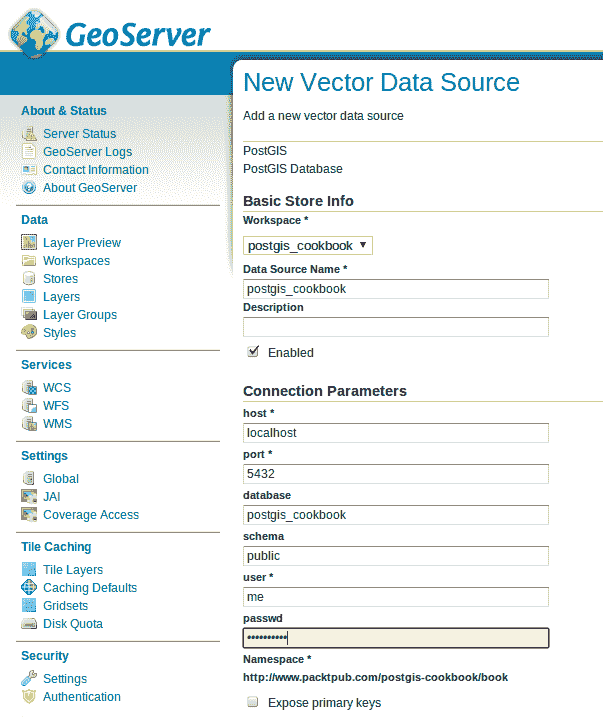 GeoServer
About & Status
Server Status
GeoServer Logs
Contact Information
About GeoServer
Data
Layer Preview
Workspaces
Stores
Layers
Layer Groups
Styles
Services
WCS
WFS
WMS
Settings
Global
JAI
Coverage Access
Tile Caching
Tile Layers
Caching Defaults
Gridsets
Disk Quota
Security
Settings
Authentication
New Vector Data Source
Add a new vector data source
PostGIS
PostGIS Database
Basic Store Info
Workspace *
postgis_cookbook
Data Source Name *
postgis_cookbook
Description
Enabled
Connection Parameters
host *
localhost
port *
5432
database
postgis_cookbook
schema
public
user *
me
passwd
••••••••••
Namespace *
http://www.packtpub.com/postgis-cookbook/book
Expose primary keys